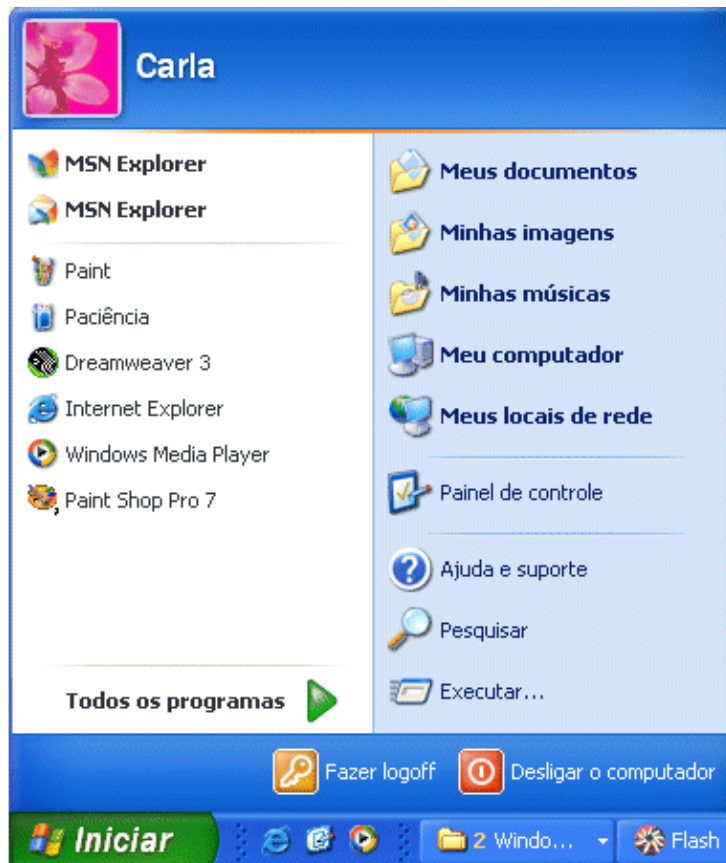 Carla
MSN Explorer
MSN Explorer
Paint
Paciência
Dreamweaver 3
Internet Explorer
Windows Media Player
Paint Shop Pro 7
Todos os programas
Meus documentos
Minhas imagens
Minhas músicas
Meu computador
Meus locais de rede
Painel de controle
Ajuda e suporte
Pesquisar
Executar...
Fazer logoff
Desligar o computador
Iniciar
2 Windo...
Flash